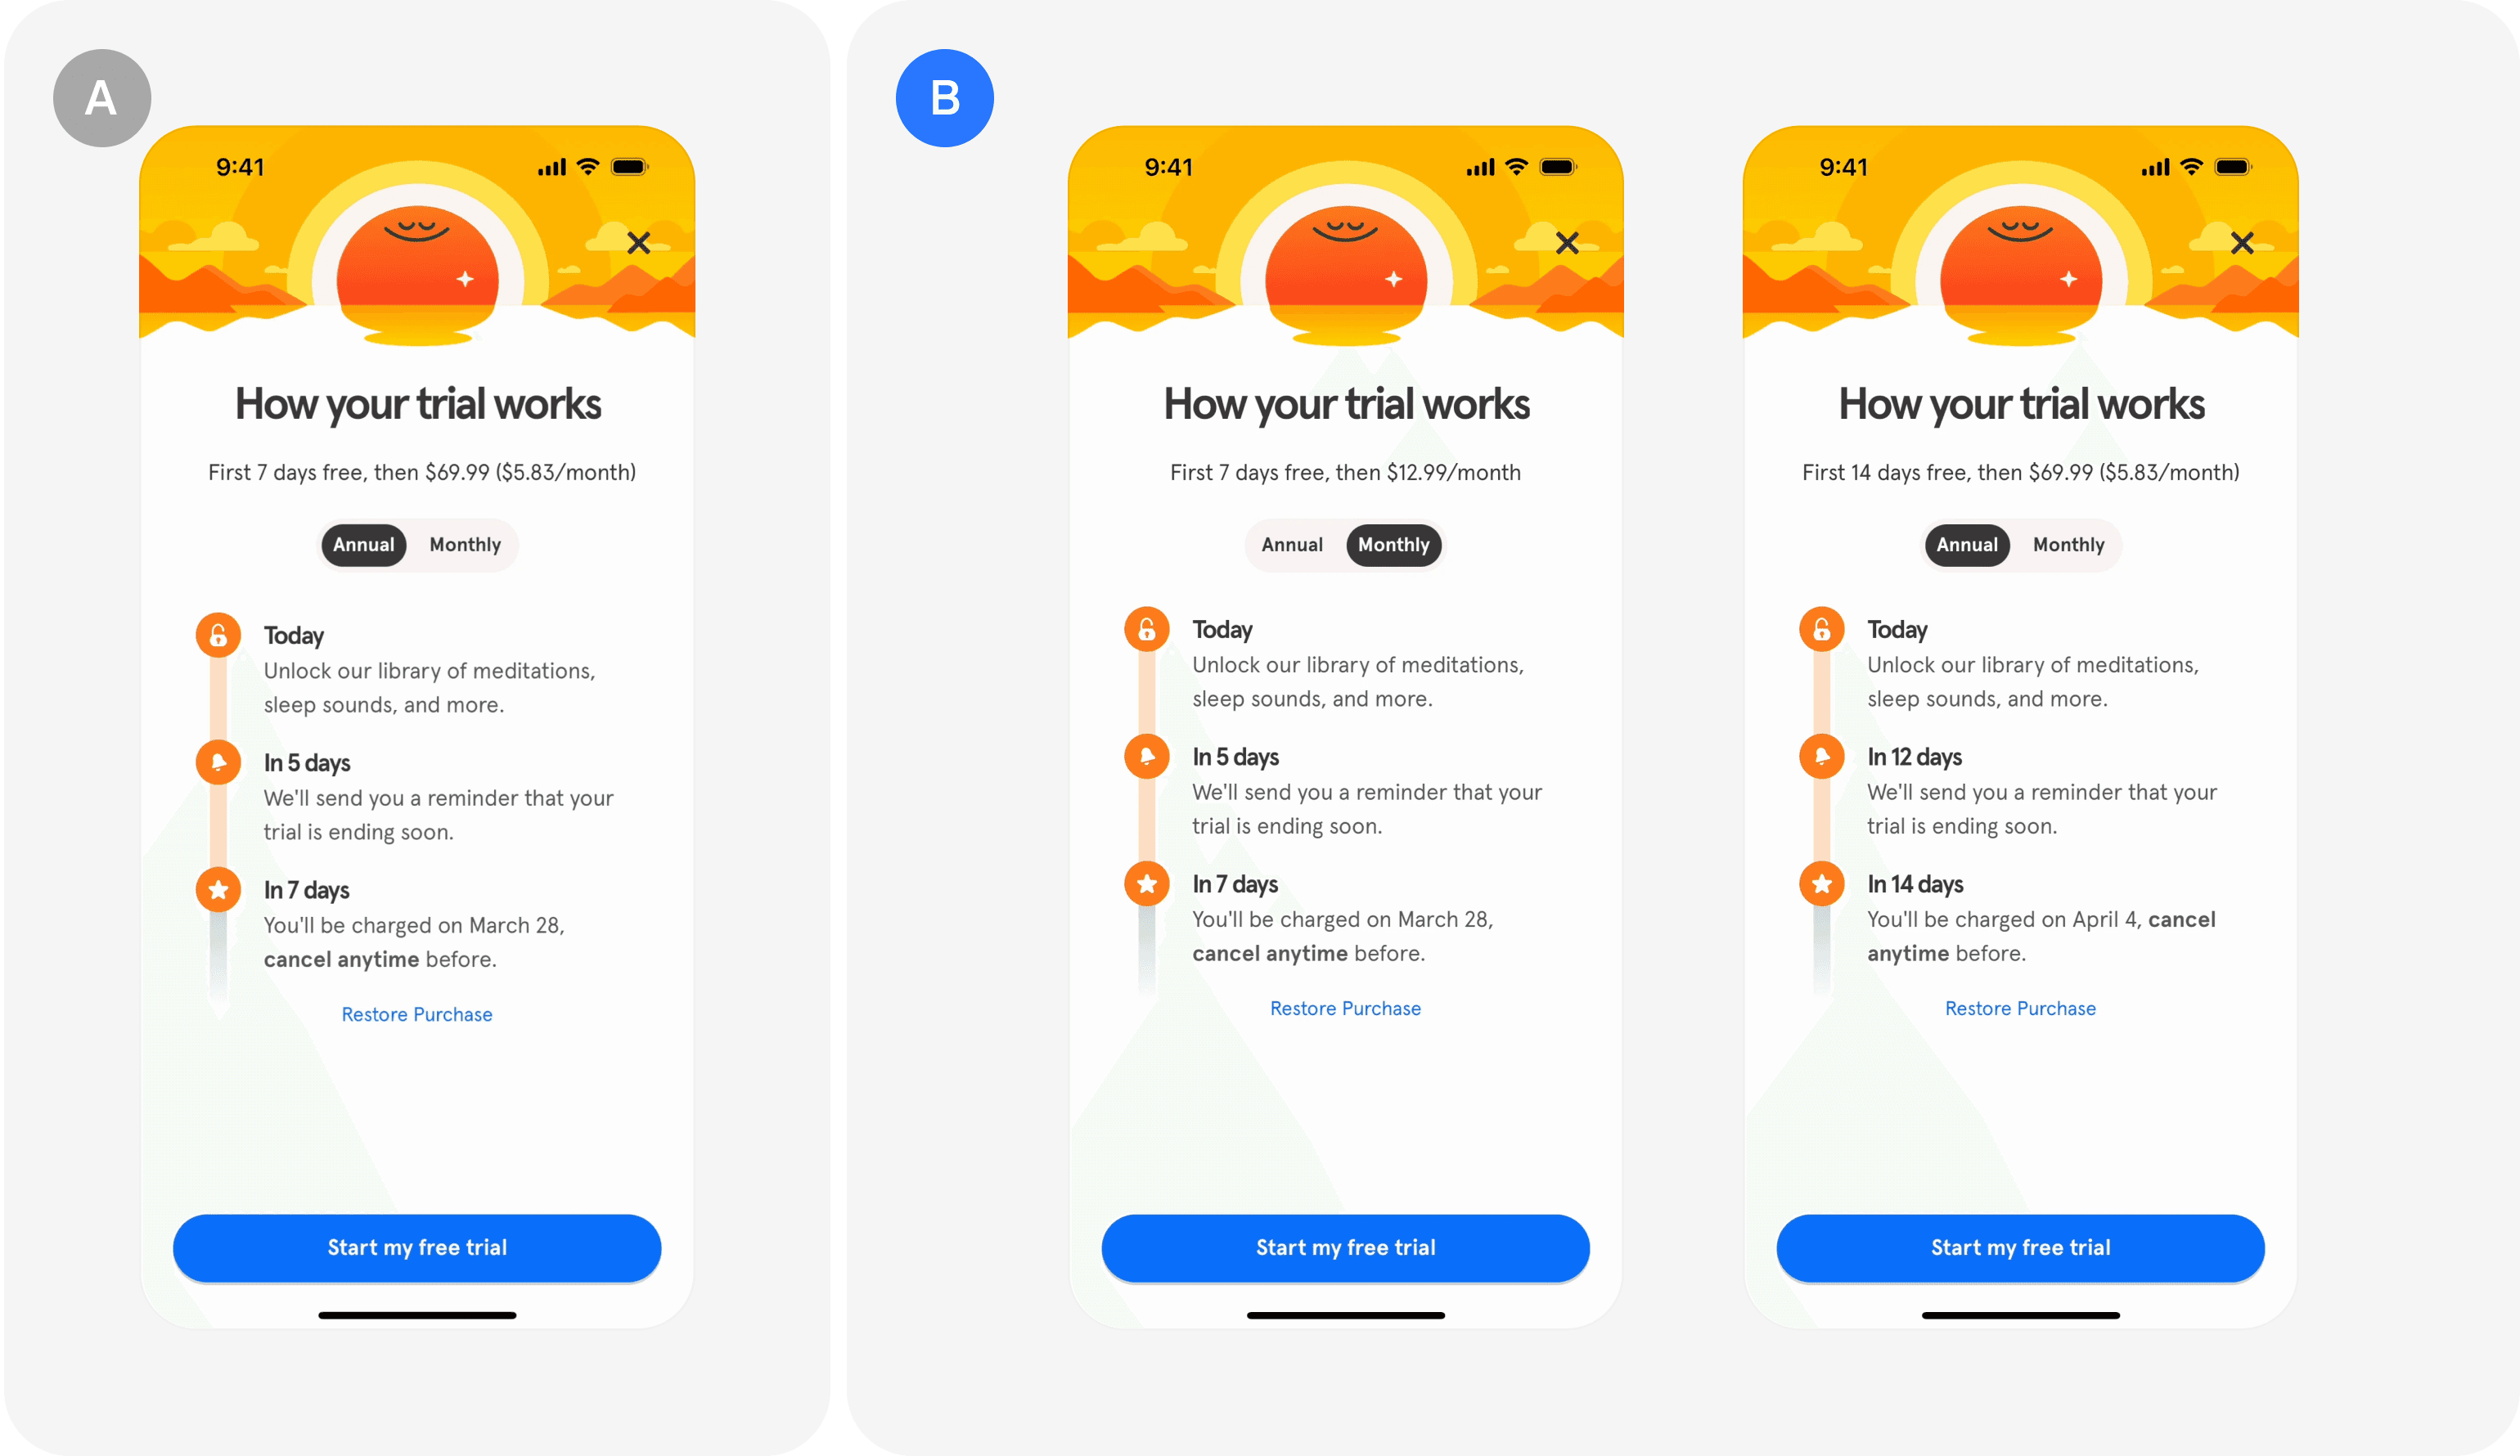 A
9:41
How your trial works
First 7 days free, then $69.99 ($5.83/month)
Annual Monthly
Today
Unlock our library of meditations,
sleep sounds, and more.
In 5 days
We'll send you a reminder that your
trial is ending soon.
In 7 days
You'll be charged on March 28,
cancel anytime before.
Restore Purchase
Start my free trial
B
9:41
How your trial works
First 7 days free, then $12.99/month
Annual Monthly
Today
Unlock our library of meditations,
sleep sounds, and more.
In 5 days
We'll send you a reminder that your
trial is ending soon.
In 7 days
You'll be charged on March 28,
cancel anytime before.
Restore Purchase
Start my free trial
9:41
How your trial works
First 14 days free, then $69.99 ($5.83/month)
Annual Monthly
Today
Unlock our library of meditations,
sleep sounds, and more.
In 12 days
We'll send you a reminder that your
trial is ending soon.
In 14 days
You'll be charged on April 4, cancel
anytime before.
Restore Purchase
Start my free trial